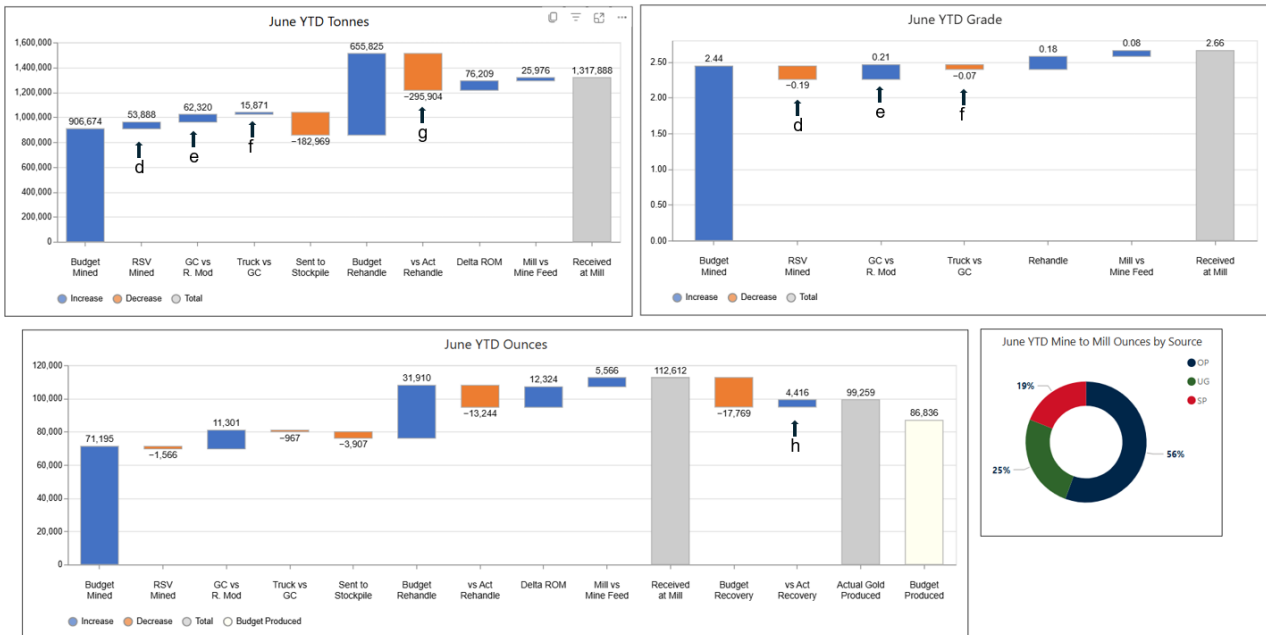 June YTD Tonnes
1,600,000
1,400,000
1,200,000
1,000,000
800,000
600,000
400,000
200,000
0
906,674
53,888
62,320
15,871
−182,969
655,825
−295,904
76,209
25,976
1,317,888
d
e
f
g
Budget Mined
RSV Mined
GC vs R. Mod
Truck vs GC
Sent to Stockpile
Budget Rehandle
vs Act Rehandle
Delta ROM
Mill vs Mine Feed
Received at Mill
Increase Decrease Total
June YTD Grade
2.50
2.00
1.50
1.00
0.50
0.00
2.44
−0.19
0.21
−0.07
0.18
0.08
2.66
d
e
f
Budget Mined
RSV Mined
GC vs R. Mod
Truck vs GC
Rehandle
Mill vs Mine Feed
Received at Mill
Increase Decrease Total
June YTD Ounces
120,000
100,000
80,000
60,000
40,000
20,000
0
71,195
−1,566
11,301
−967
−3,907
31,910
−13,244
12,324
5,566
112,612
−17,769
4,416
99,259
86,836
h
Budget Mined
RSV Mined
GC vs R. Mod
Truck vs GC
Sent to Stockpile
Budget Rehandle
vs Act Rehandle
Delta ROM
Mill vs Mine Feed
Received at Mill
Budget Recovery
vs Act Recovery
Actual Gold Produced
Budget Produced
Increase Decrease Total Budget Produced
June YTD Mine to Mill Ounces by Source
OP
UG
SP
19%
25%
56%